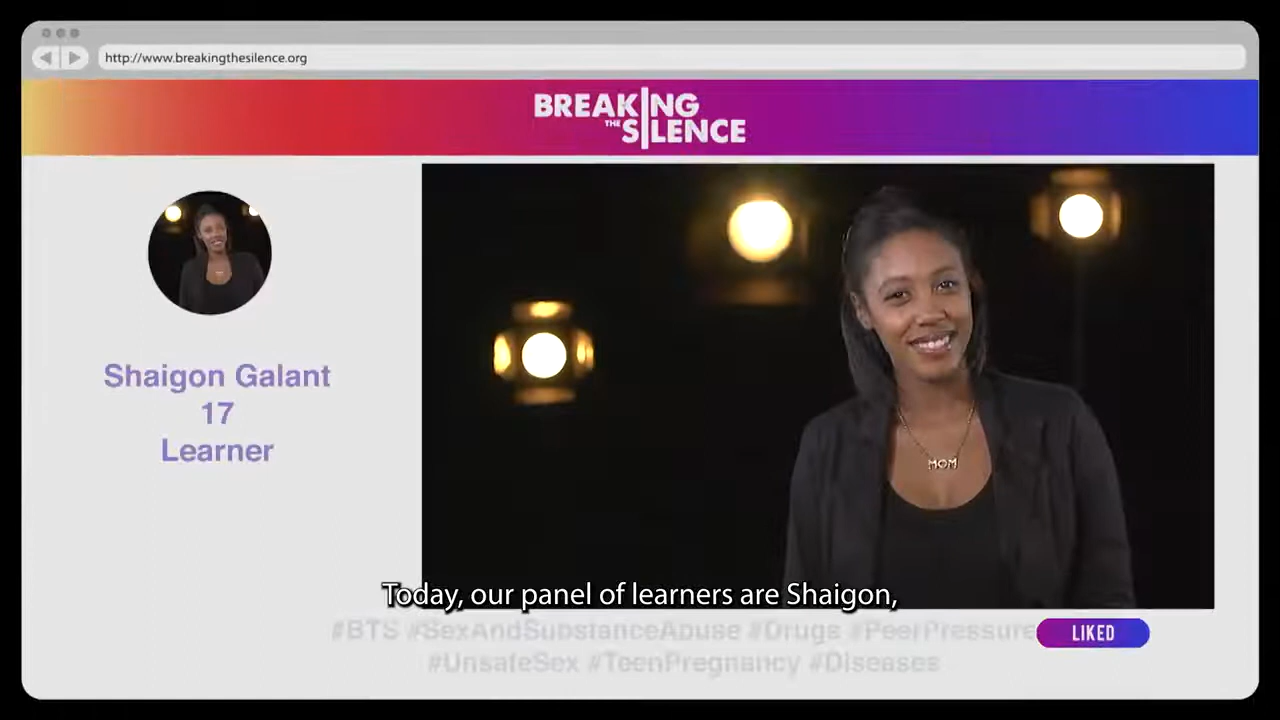 http://www.breakingthesilence.org
BREAKING
THE SILENCE
Shaigon Galant
17
Learner
MOM
Today, our panel of learners are Shaigon,
#BTS #SexAndSubstanceAbuse #Drugs #PeerPressure
LIKED
#UnsafeSex #TeenPregnancy #Diseases